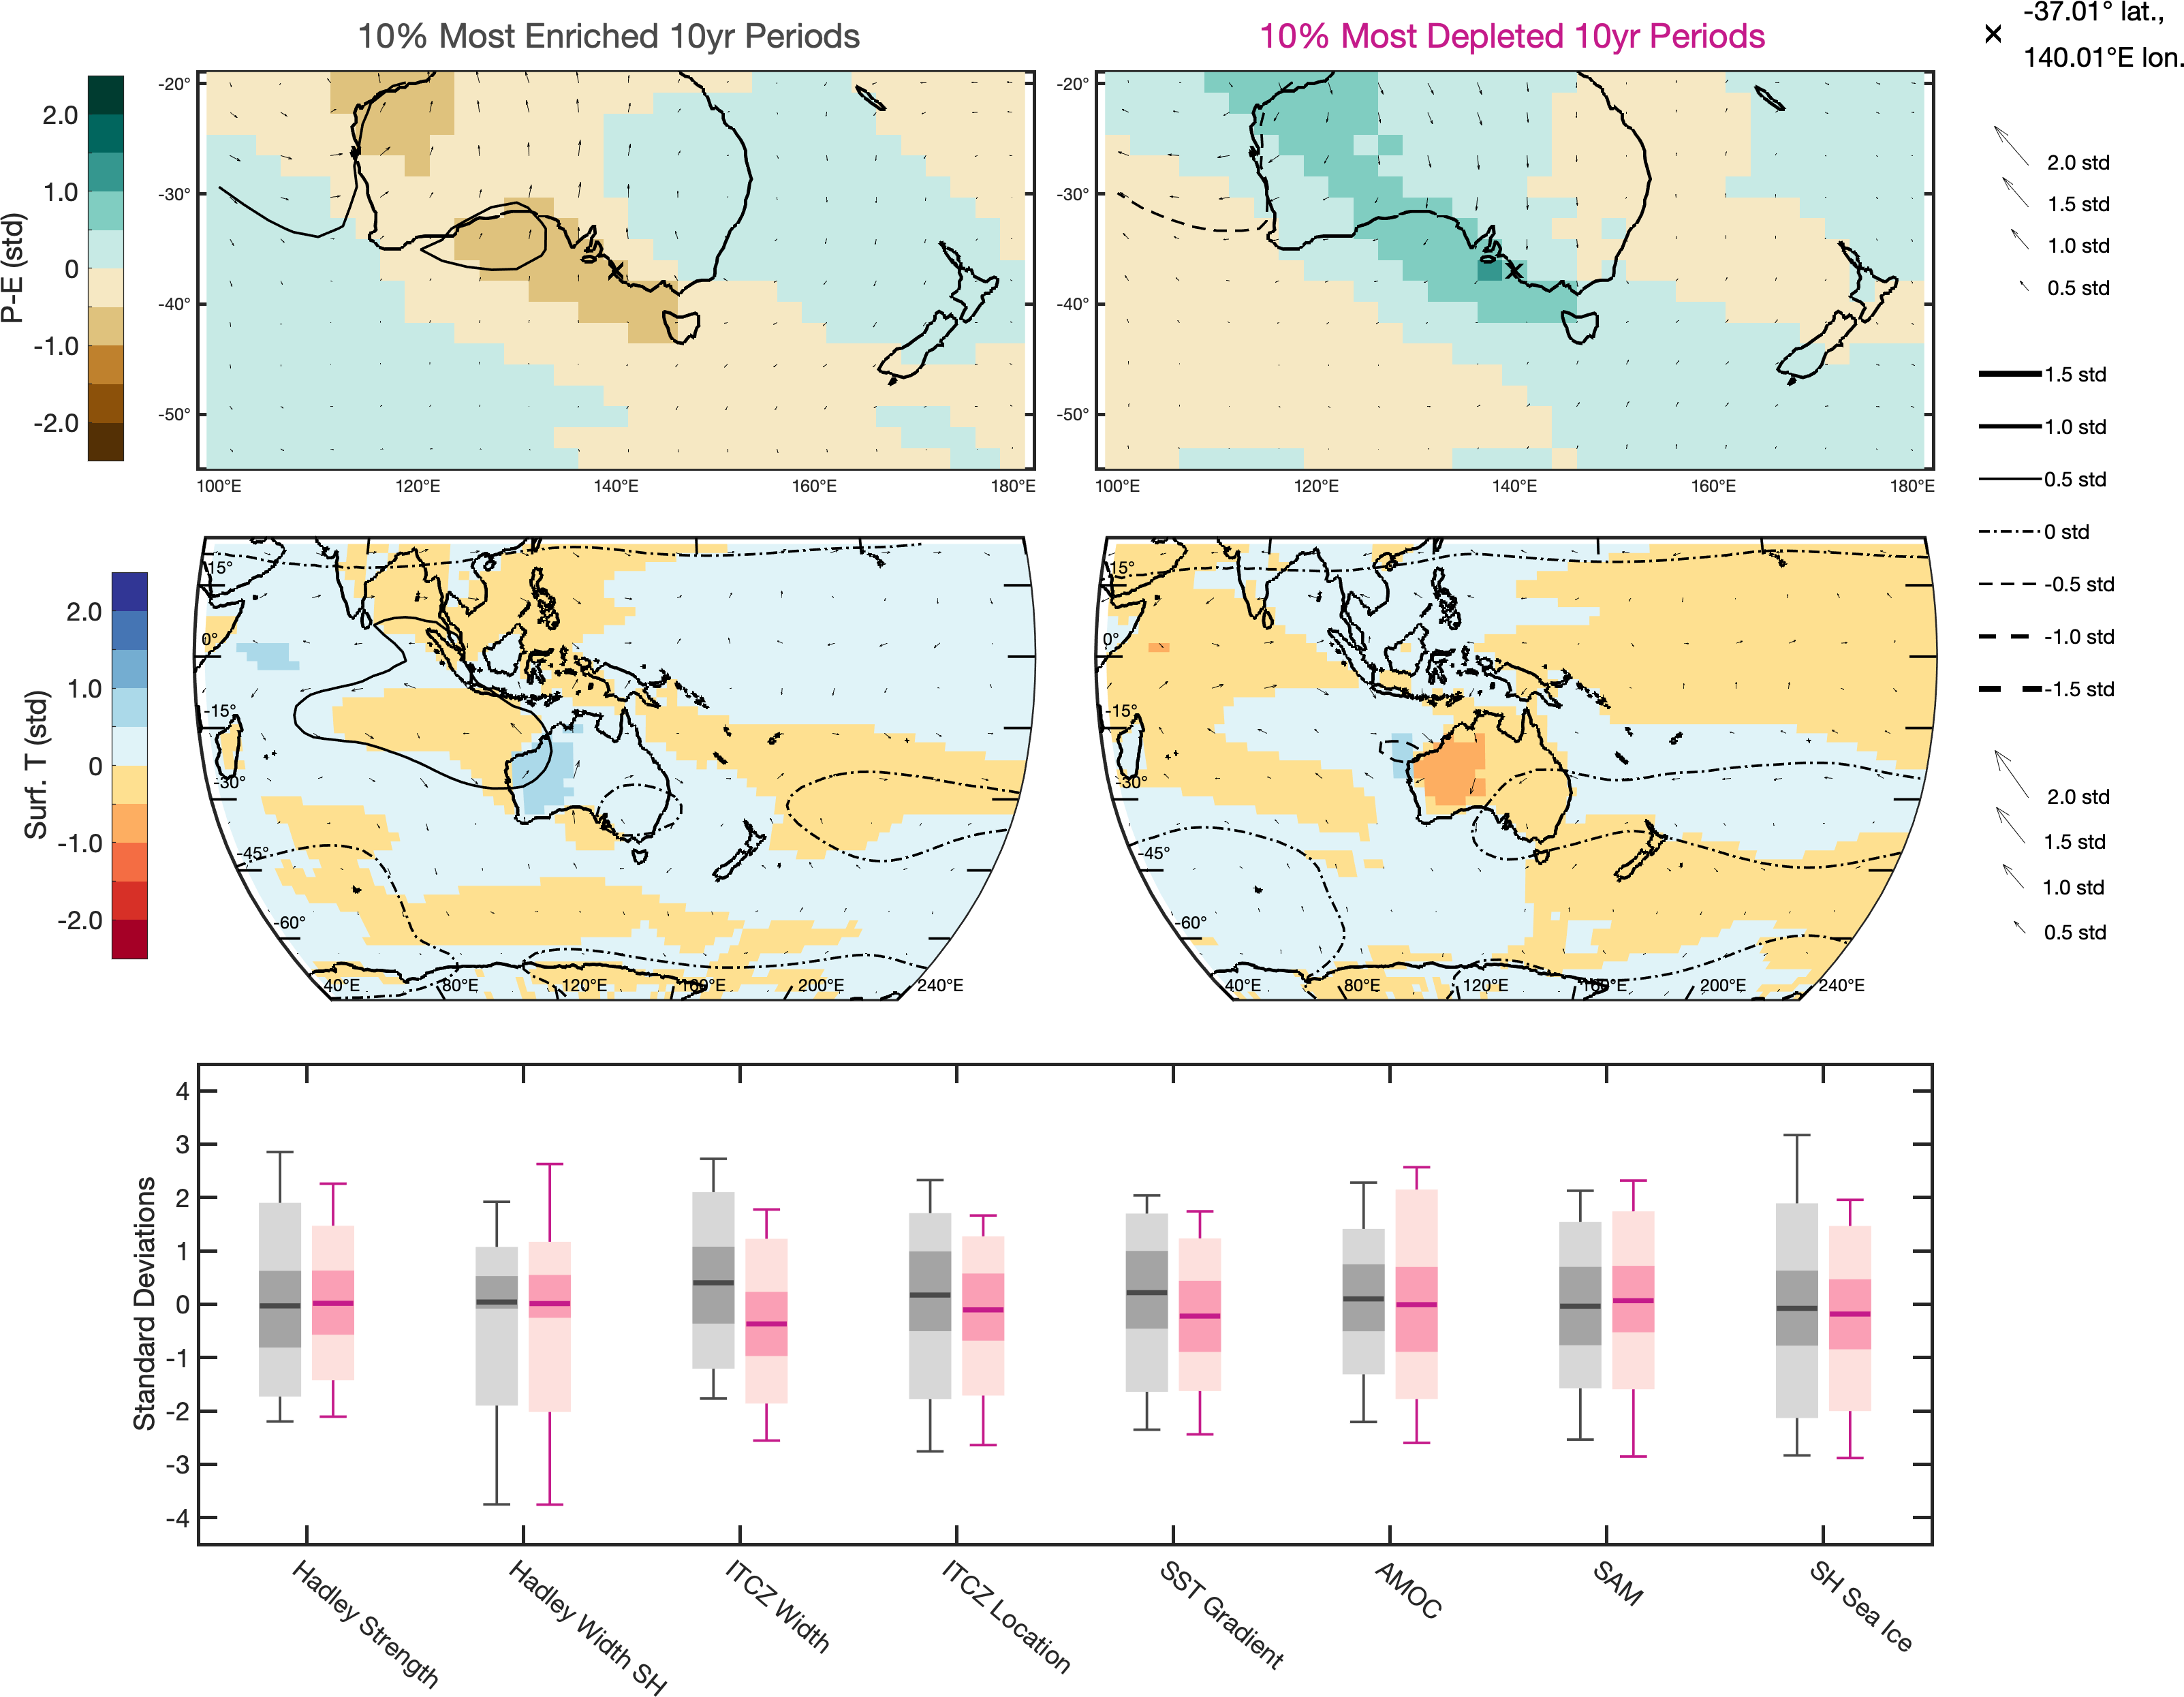 10% Most Enriched 10yr Periods
10% Most Depleted 10yr Periods
-37.01° lat.,
140.01°E lon.
P-E (std)
2.0
1.0
0
-1.0
-2.0
-20°
-30°
-40°
-50°
100°E 120°E 140°E 160°E 180°E
-20°
-30°
-40°
-50°
100°E 120°E 140°E 160°E 180°E
2.0 std
1.5 std
1.0 std
0.5 std
1.5 std
1.0 std
0.5 std
0 std
-0.5 std
-1.0 std
-1.5 std
Surf. T (std)
2.0
1.0
0
-1.0
-2.0
15°
0°
-15°
-30°
-45°
-60°
40°E 80°E 120°E 160°E 200°E 240°E
15°
0°
-15°
-30°
-45°
-60°
40°E 80°E 120°E 160°E 200°E 240°E
2.0 std
1.5 std
1.0 std
0.5 std
Standard Deviations
4
3
2
1
0
-1
-2
-3
-4
Hadley Strength
Hadley Width SH
ITCZ Width
ITCZ Location
SST Gradient
AMOC
SAM
SH Sea Ice